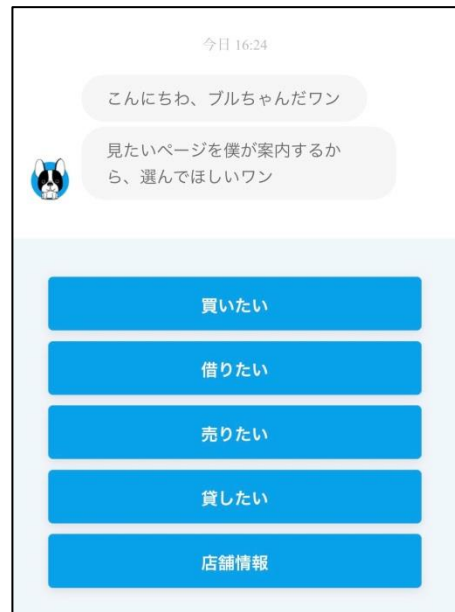 今日 16:24
こんにちわ、ブルちゃんだワン
見たいページを僕が案内するか
ら、選んでほしいワン
買いたい
借りたい
売りたい
貸したい
店舗情報